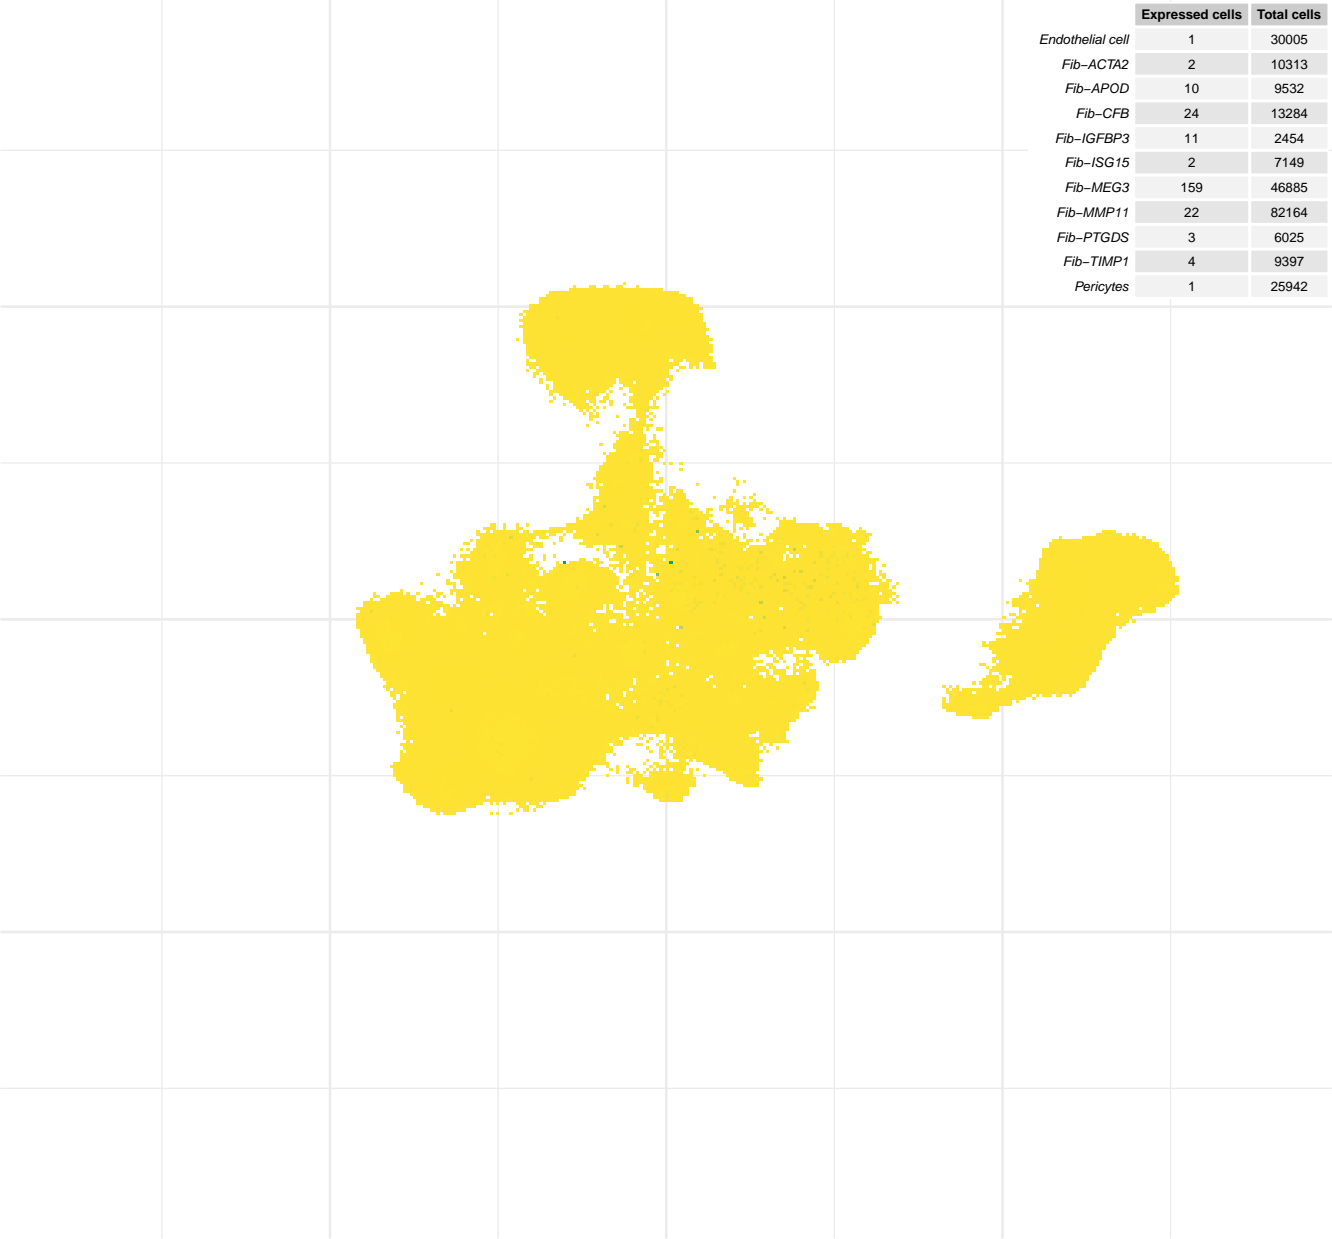 Expressed cells Total cells
Endothelial cell 1 30005
Fib−ACTA2 2 10313
Fib−APOD 10 9532
Fib−CFB 24 13284
Fib−IGFBP3 11 2454
Fib−ISG15 2 7149
Fib−MEG3 159 46885
Fib−MMP11 22 82164
Fib−PTGDS 3 6025
Fib−TIMP1 4 9397
Pericytes 1 25942